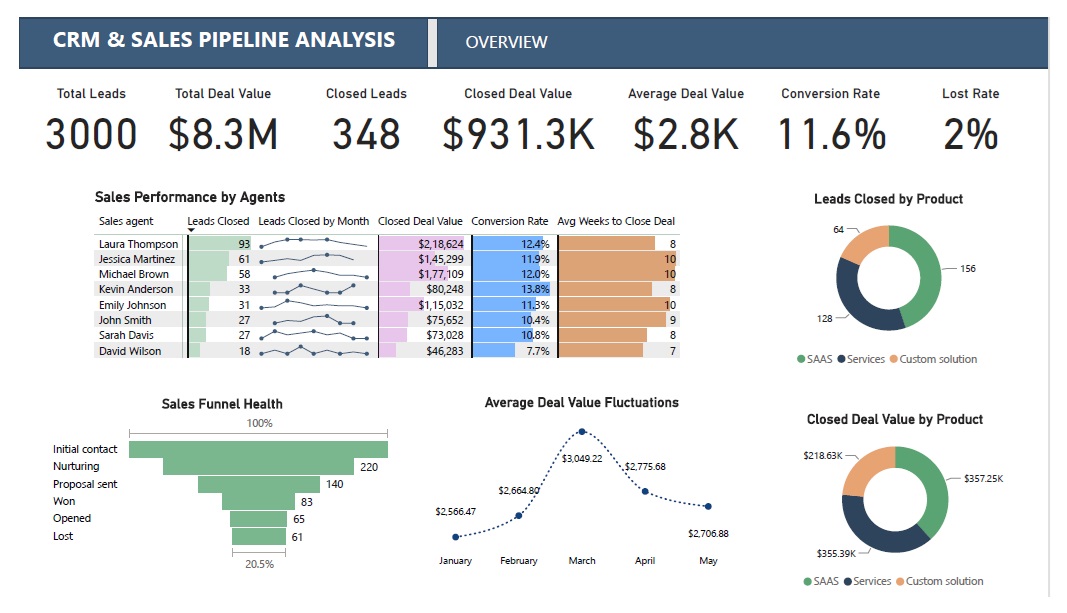 CRM & SALES PIPELINE ANALYSIS
OVERVIEW
Total Leads Total Deal Value Closed Leads Closed Deal Value Average Deal Value Conversion Rate Lost Rate
3000 $8.3M 348 $931.3K $2.8K 11.6% 2%
Sales Performance by Agents
Sales agent Leads Closed Leads Closed by Month Closed Deal Value Conversion Rate Avg Weeks to Close Deal
Laura Thompson 93 $2,18,624 12.4% 8
Jessica Martinez 61 $1,45,299 11.9% 10
Michael Brown 58 $1,77,109 12.0% 10
Kevin Anderson 33 $80,248 13.8% 8
Emily Johnson 31 $1,15,032 11.3% 10
John Smith 27 $75,652 10.4% 9
Sarah Davis 27 $73,028 10.8% 8
David Wilson 18 $46,283 7.7% 7
Leads Closed by Product
64
156
128
SAAS Services Custom solution
Sales Funnel Health
100%
Initial contact
Nurturing 220
Proposal sent 140
Won 83
Opened 65
Lost 61
20.5%
Average Deal Value Fluctuations
$3,049.22
$2,775.68
$2,664.80
$2,566.47
$2,706.88
January February March April May
Closed Deal Value by Product
$218.63K
$357.25K
$355.39K
SAAS Services Custom solution